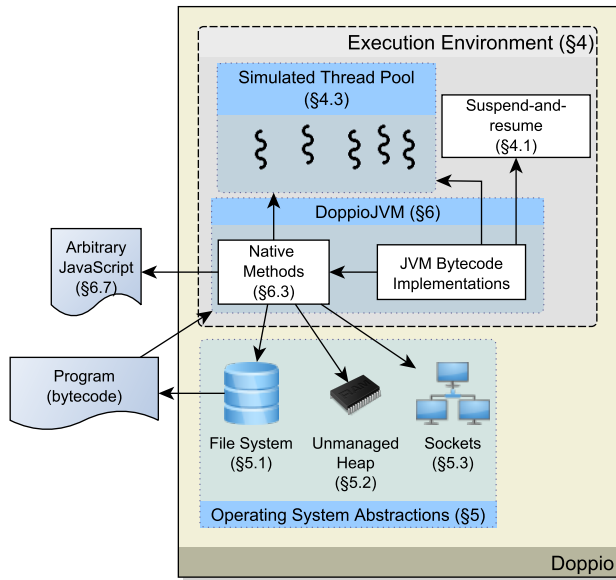 Execution Environment (§4)
Simulated Thread Pool
(§4.3)
Suspend-and-
resume
(§4.1)
DoppioJVM (§6)
Arbitrary
JavaScript
(§6.7)
Native
Methods
(§6.3)
JVM Bytecode
Implementations
Program
(bytecode)
File System
(§5.1)
Unmanaged
Heap
(§5.2)
Sockets
(§5.3)
Operating System Abstractions (§5)
Doppio